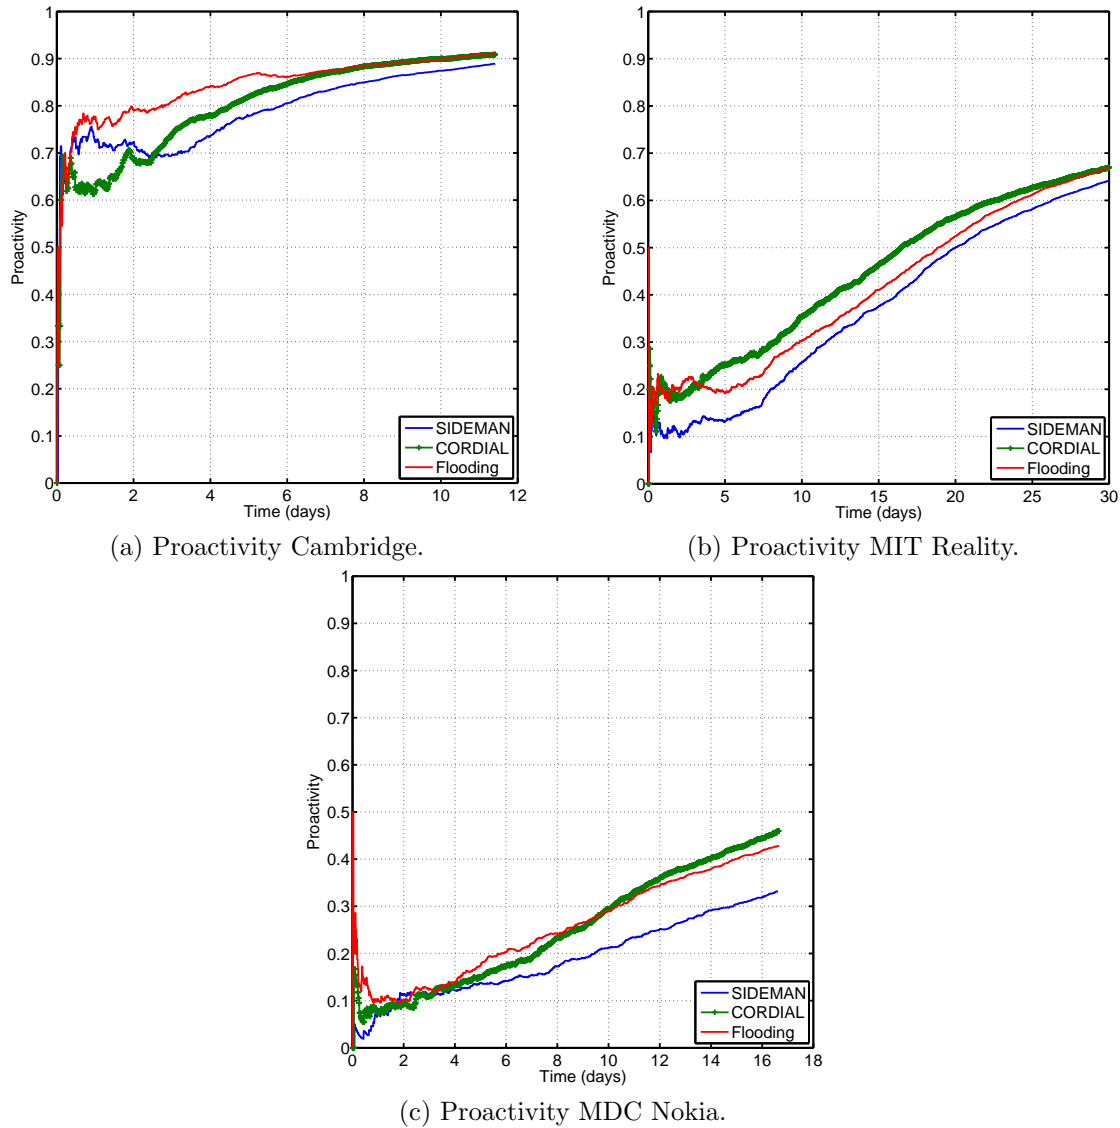 1
0.9
0.8
0.7
0.6
0.5
0.4
0.3
0.2
0.1
0
Proactivity
0 2 4 6 8 10 12
Time (days)
SIDEMAN
CORDIAL
Flooding
(a) Proactivity Cambridge.
1
0.9
0.8
0.7
0.6
0.5
0.4
0.3
0.2
0.1
0
Proactivity
0 5 10 15 20 25 30
Time (days)
SIDEMAN
CORDIAL
Flooding
(b) Proactivity MIT Reality.
1
0.9
0.8
0.7
0.6
0.5
0.4
0.3
0.2
0.1
0
Proactivity
0 2 4 6 8 10 12 14 16 18
Time (days)
SIDEMAN
CORDIAL
Flooding
(c) Proactivity MDC Nokia.